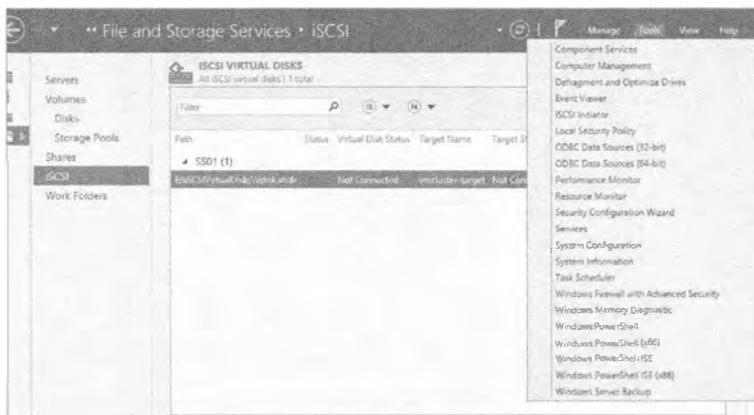 File and Storage Services • iSCSI
Manage Tools View Help
Servers
Volumes
Disks
Storage Pools
Shares
iSCSI
Work Folders
iSCSI VIRTUAL DISKS
All iSCSI virtual disks | 1 total
Filter
Path Status Virtual Disk Status Target Name Target St
SS01 (1)
Not Connected vmcluster-target Not Con
Component Services
Computer Management
Defragment and Optimize Drives
Event Viewer
iSCSI Initiator
Local Security Policy
ODBC Data Sources (32-bit)
ODBC Data Sources (64-bit)
Performance Monitor
Resource Monitor
Security Configuration Wizard
Services
System Configuration
System Information
Task Scheduler
Windows Firewall with Advanced Security
Windows Memory Diagnostic
Windows PowerShell
Windows PowerShell (x86)
Windows PowerShell ISE
Windows PowerShell ISE (x86)
Windows Server Backup